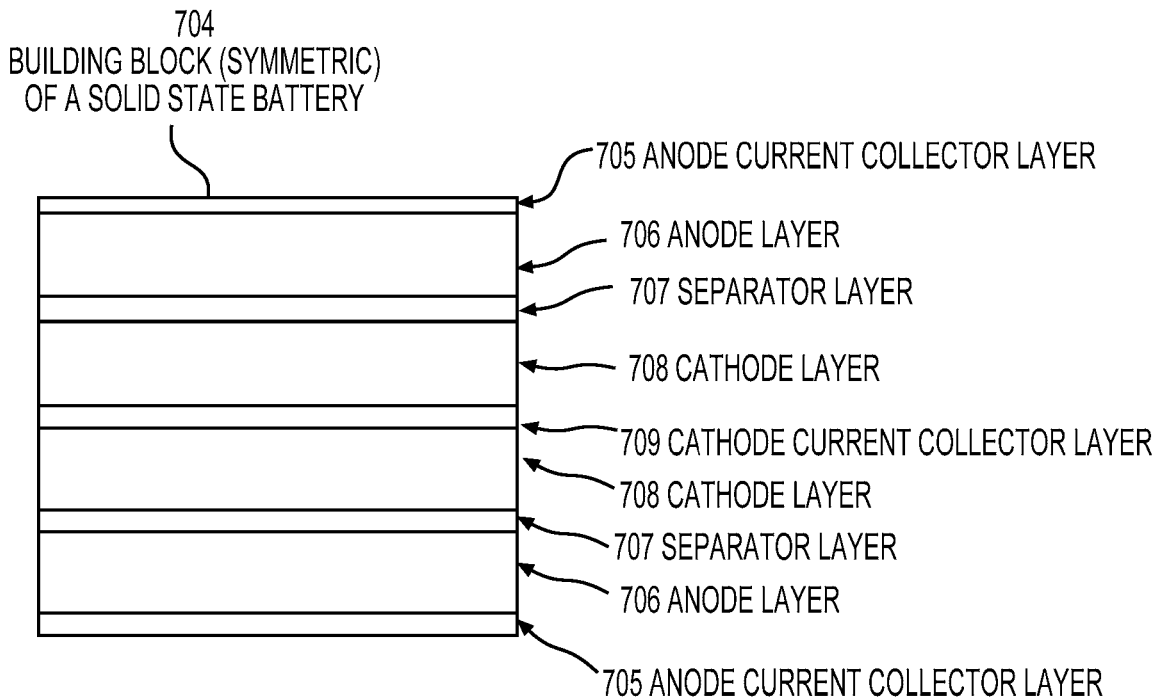 704
BUILDING BLOCK (SYMMETRIC)
OF A SOLID STATE BATTERY
705 ANODE CURRENT COLLECTOR LAYER
706 ANODE LAYER
707 SEPARATOR LAYER
708 CATHODE LAYER
709 CATHODE CURRENT COLLECTOR LAYER
708 CATHODE LAYER
707 SEPARATOR LAYER
706 ANODE LAYER
705 ANODE CURRENT COLLECTOR LAYER